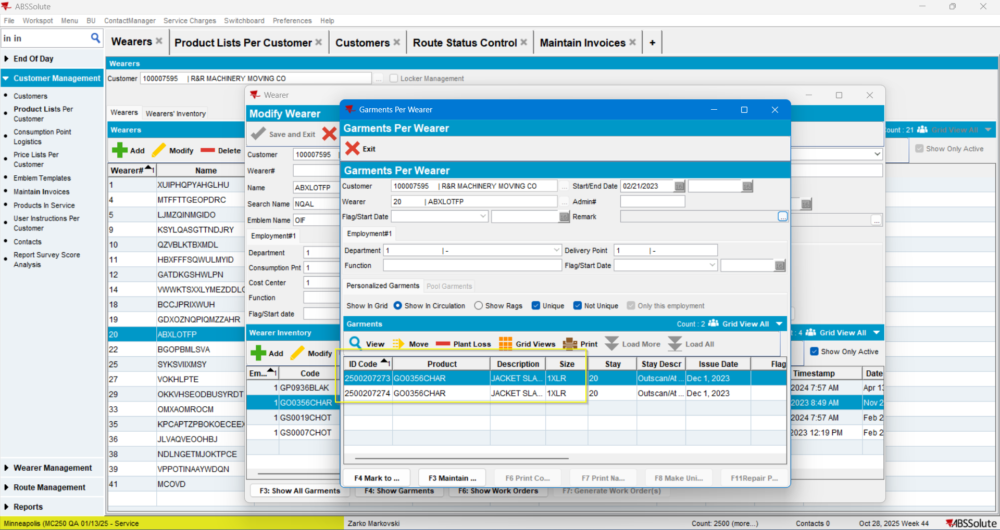 ABSSolute
File Workspot Menu BU ContactManager Service Charges Switchboard Preferences Help
in in
Wearers Product Lists Per Customer Customers Route Status Control Maintain Invoices +
End Of Day
Customer Management
Customers
Product Lists Per
Customer
Consumption Point
Logistics
Price Lists Per
Customer
Emblem Templates
Maintain Invoices
Products In Service
User Instructions Per
Customer
Contacts
Report Survey Score
Analysis
Wearer Management
Route Management
Reports
Wearers
Customer 100007595 | R&R MACHINERY MOVING CO ... Locker Management
Wearers Wearers' Inventory
Wearers
Add Modify Delete
Wearer# 1 Name
1 XUIPHQPYAHGLHU
4 MTFFTTGEOPDRC
5 LJMZQINMGIDO
9 KSYLQASGTTNDJRY
10 QZVBLKTBXMDL
11 HBXFFFSQWULMYID
12 GATDKGSHWLPN
14 VWWKTSXXLYMEZDDLC
18 BCCJPRIXWUH
19 GDXOZNQPIQMZZAHR
20 ABXLOTFP
22 BGOPBMLSVA
25 SYKSVIIXMSY
27 VOKHLPTE
29 OKKVHSEODBUSYRDT
33 OMXAOMROCM
35 KPCAPTZPBOKOECEEX
36 JLVAQVEOOHBJ
38 NDLNGETMJOKTPCE
39 VPPOTINAAYWDQN
41 MCOVD
ount : 21 Grid View All
Show Only Active
Wearer
Modify Wearer
Save and Exit
Customer 100007595
Wearer#
Name ABXLOTFP
Search Name NQAL
Emblem Name OIF
16
...
Employment#1
Department 1
Consumption Pnt 1
Cost Center 1
Function
Flag/Start date
Wearer Inventory
t : 4 Grid View All
Add Modify
Show Only Active
Em... 1 Code
1 GP0936BLAK
1 GO0356CHAR
1 GS0019CHOT
1 GS0007CHOT
Timestamp Date
2024 7:57 AM Apr 13
2023 8:49 AM Nov 2
2024 7:57 AM Feb 2
2023 12:19 PM Feb 2
F3: Show All Garments F4: Show Garments F6: Show Work Orders F7: Generate Work Order(s)
Garments Per Wearer
Garments Per Wearer
Exit
Garments Per Wearer
Customer 100007595 | R&R MACHINERY MOVING CO ... Start/End Date 02/21/2023 16 16
Wearer 20 | ABXLOTFP ... Admin#
Flag/Start Date 16 Remark ...
Employment#1
Department 1 | - Delivery Point 1 | -
Function Flag/Start Date 16
Personalized Garments Pool Garments
Show In Grid Show In Circulation Show Rags Unique Not Unique Only this employment
Garments Count : 2 Grid View All
View Move Plant Loss Grid Views Print Load More Load All
ID Code 1 Product Description Size Stay Stay Descr Issue Date Flag
2500207273 GO0356CHAR JACKET SLA... 1XLR 20 Outscan/At ... Dec 1, 2023
2500207274 GO0356CHAR JACKET SLA... 1XLR 20 Outscan/At ... Dec 1, 2023
F4 Mark to ... F3 Maintain ... F6 Print Co... F7 Print Na... F8 Make Uni... F11Repair P...
Minneapolis (MC250 QA 01/13/25 - Service Zarko Markovski Count: 2500 (more...) Contacts 0 Oct 28, 2025 Week 44 ABSSolute